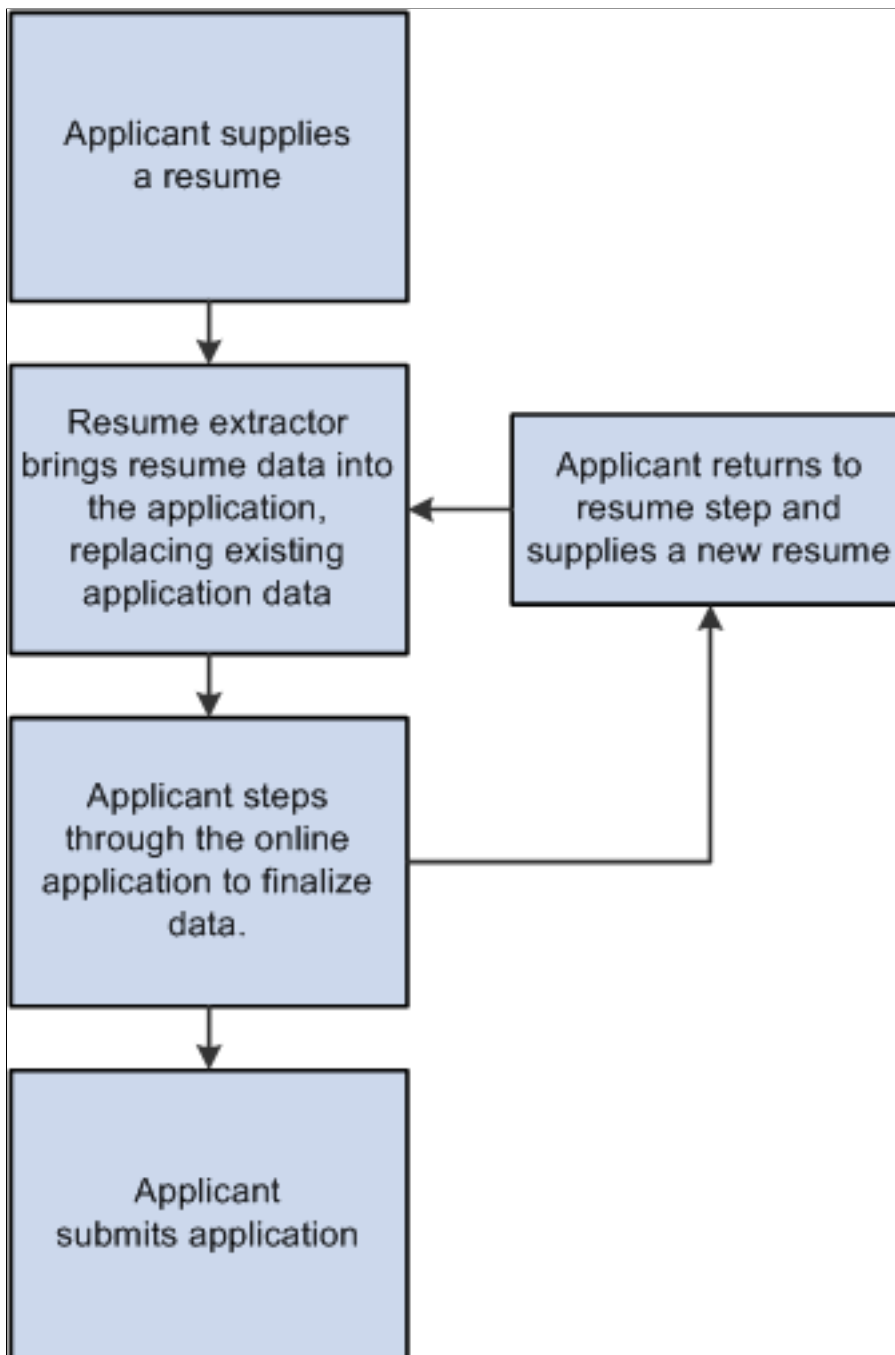 Applicant supplies
a resume
Resume extractor
brings resume data into
the application,
replacing existing
application data
Applicant returns to
resume step and
supplies a new resume
Applicant steps
through the online
application to finalize
data.
Applicant
submits application